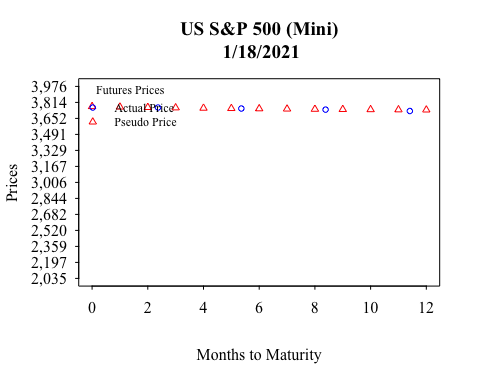 US S&P 500 (Mini)
1/18/2021
Prices
3,976
3,814
3,652
3,491
3,329
3,167
3,006
2,844
2,682
2,520
2,359
2,197
2,035
Futures Prices
Actual Price
Pseudo Price
0 2 4 6 8 10 12
Months to Maturity